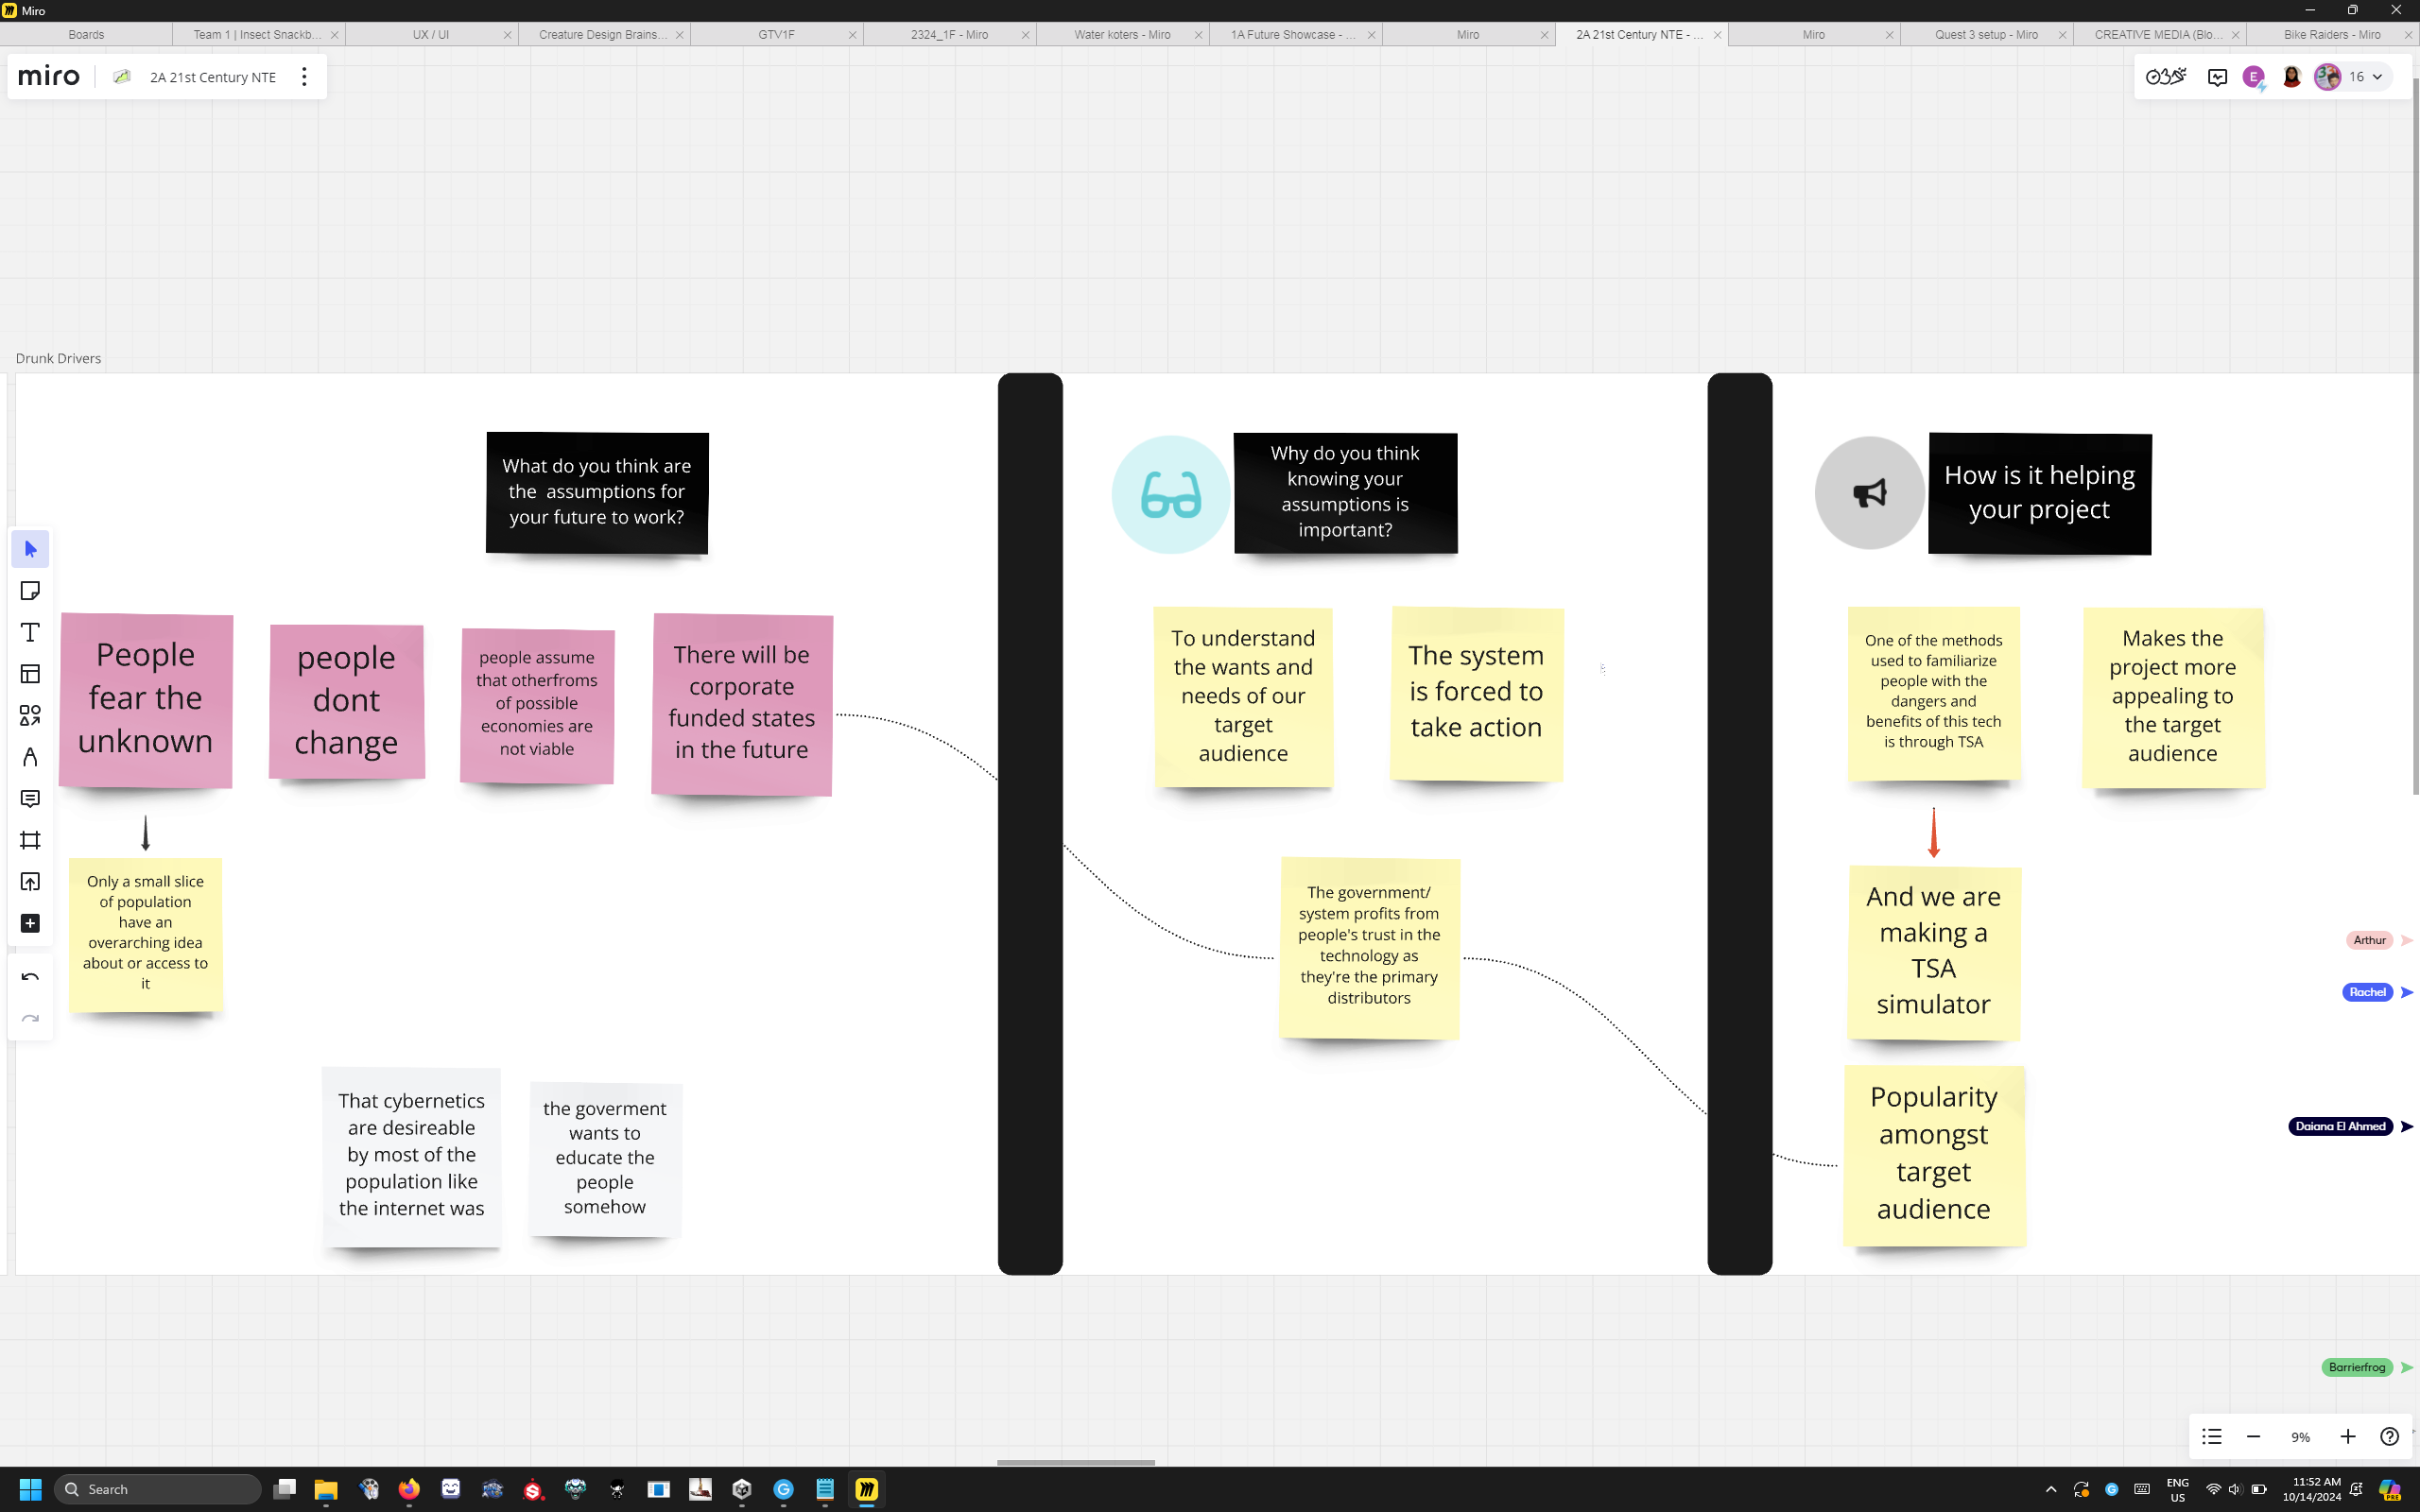 Miro
Boards
Team 1 | Insect Snackb...
UX / UI
Creature Design Brains...
GTV1F
2324_1F - Miro
Water koters - Miro
1A Future Showcase - ...
Miro
2A 21st Century NTE - ...
Miro
Quest 3 setup - Miro
CREATIVE MEDIA (Blo...
Bike Raiders - Miro
miro
2A 21st Century NTE
E
16
Drunk Drivers
What do you think are
the assumptions for
your future to work?
People
fear the
unknown
people
dont
change
people assume
that otherfroms
of possible
economies are
not viable
There will be
corporate
funded states
in the future
Only a small slice
of population
have an
overarching idea
about or access to
it
That cybernetics
are desireable
by most of the
population like
the internet was
the goverment
wants to
educate the
people
somehow
Why do you think
knowing your
assumptions is
important?
To understand
the wants and
needs of our
target
audience
The system
is forced to
take action
The government/
system profits from
people's trust in the
technology as
they're the primary
distributors
How is it helping
your project
One of the methods
used to familiarize
people with the
dangers and
benefits of this tech
is through TSA
Makes the
project more
appealing to
the target
audience
And we are
making a
TSA
simulator
Popularity
amongst
target
audience
Arthur
Rachel
Daiana El Ahmed
Barrierfrog
9%
Search
ENG
US
11:52 AM
10/14/2024
PRE